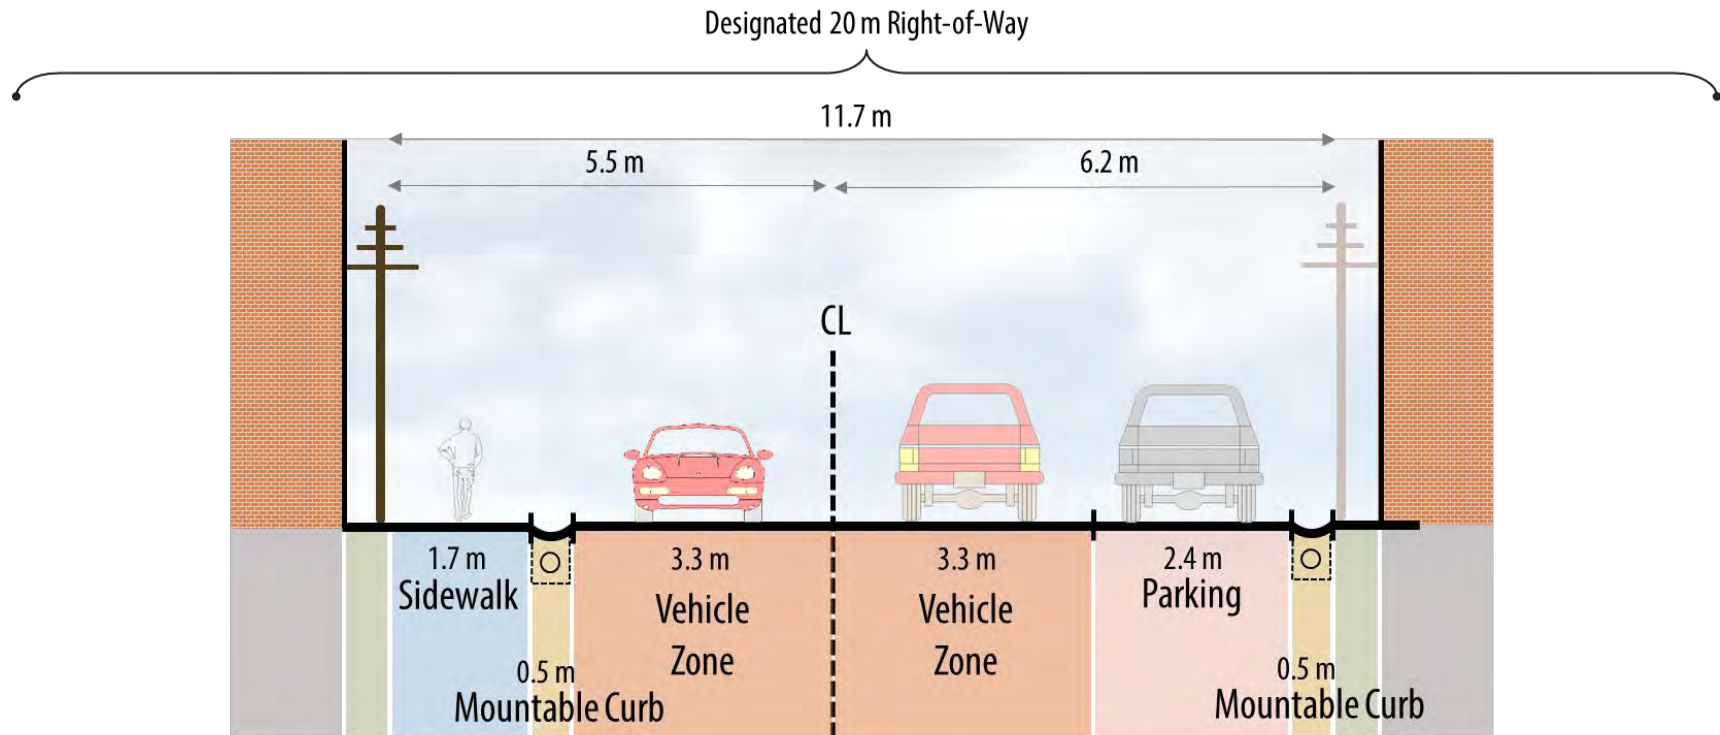 Designated 20 m Right-of-Way
11.7 m
5.5 m
6.2 m
CL
1.7 m
Sidewalk
3.3 m
Vehicle
Zone
3.3 m
Vehicle
Zone
2.4 m
Parking
0.5 m
Mountable Curb
0.5 m
Mountable Curb